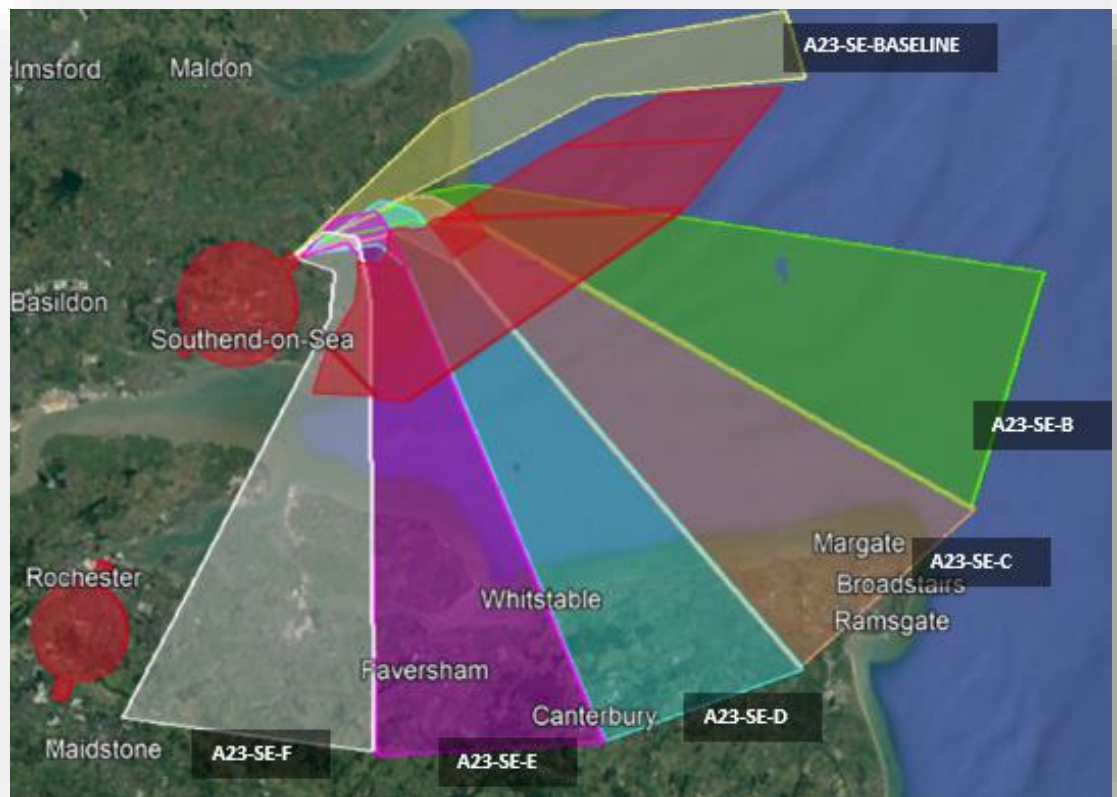 A23-SE-BASELINE
elmsford
Maldon
Basildon
Southend-on-Sea
A23-SE-B
Margate
A23-SE-C
Rochester
Broadstairs
Whitstable
Ramsgate
Faversham
Canterbury
A23-SE-D
Maidstone
A23-SE-F
A23-SE-E